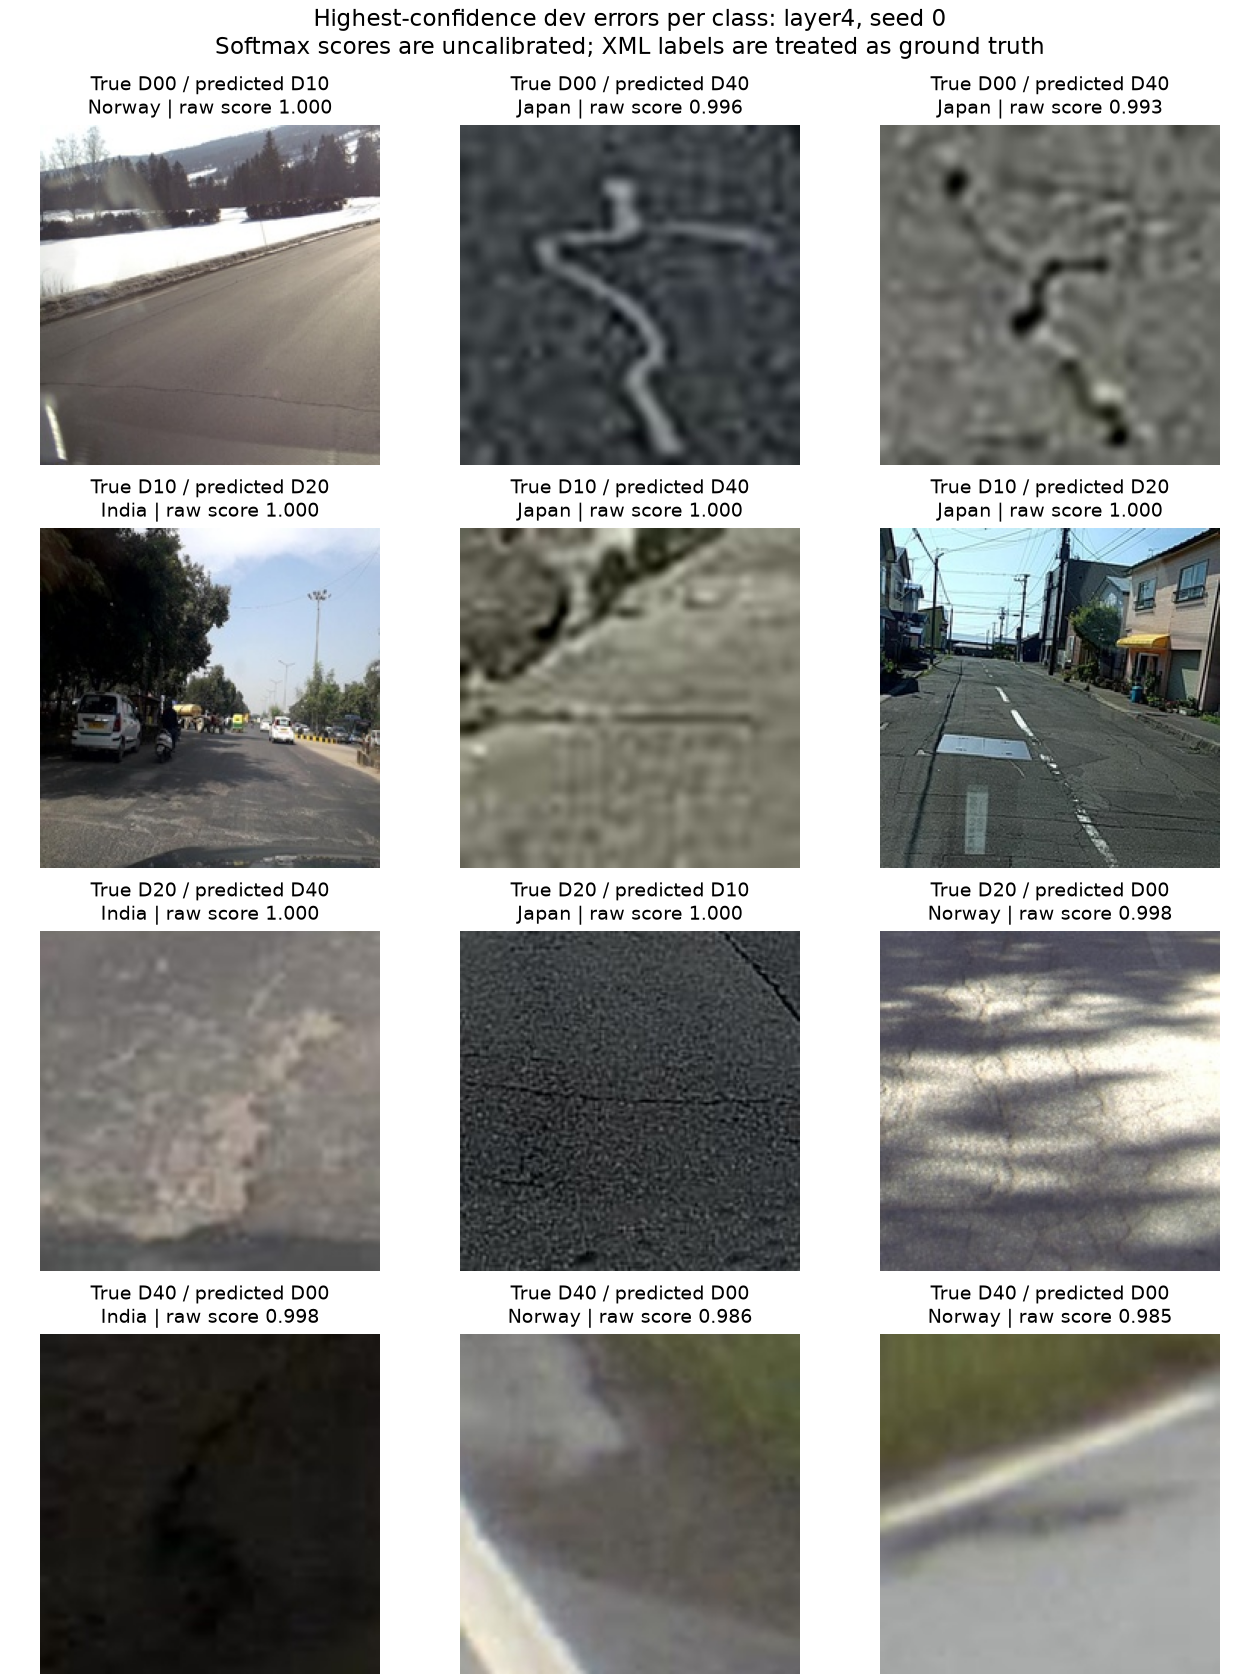 Highest-confidence dev errors per class: layer4, seed 0
Softmax scores are uncalibrated; XML labels are treated as ground truth
True D00 / predicted D10
Norway | raw score 1.000
True D00 / predicted D40
Japan | raw score 0.996
True D00 / predicted D40
Japan | raw score 0.993
True D10 / predicted D20
India | raw score 1.000
True D10 / predicted D40
Japan | raw score 1.000
True D10 / predicted D20
Japan | raw score 1.000
True D20 / predicted D40
India | raw score 1.000
True D20 / predicted D10
Japan | raw score 1.000
True D20 / predicted D00
Norway | raw score 0.998
True D40 / predicted D00
India | raw score 0.998
True D40 / predicted D00
Norway | raw score 0.986
True D40 / predicted D00
Norway | raw score 0.985